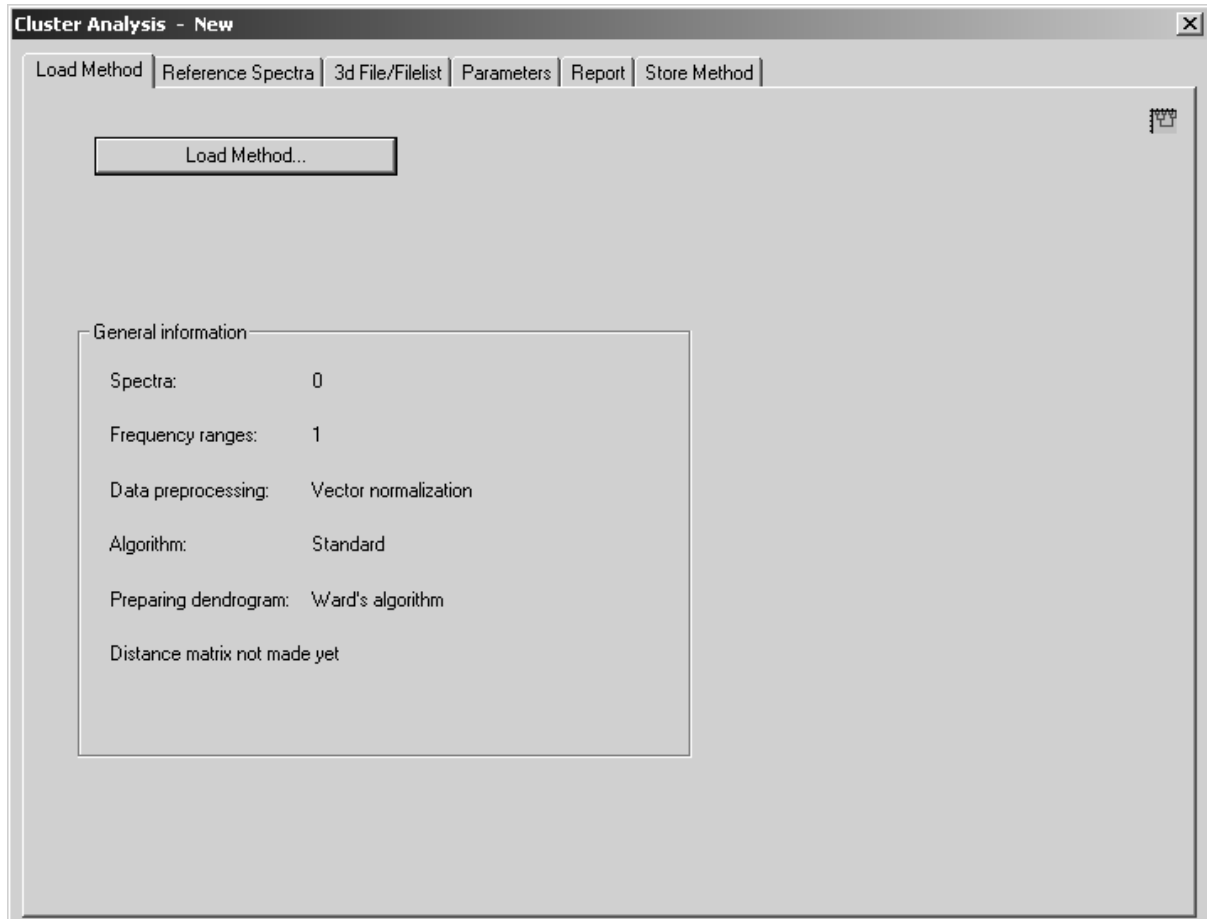 Cluster Analysis - New
Load Method Reference Spectra 3d File/Filelist Parameters Report Store Method
Load Method...
General information
Spectra: 0
Frequency ranges: 1
Data preprocessing: Vector normalization
Algorithm: Standard
Preparing dendrogram: Ward's algorithm
Distance matrix not made yet